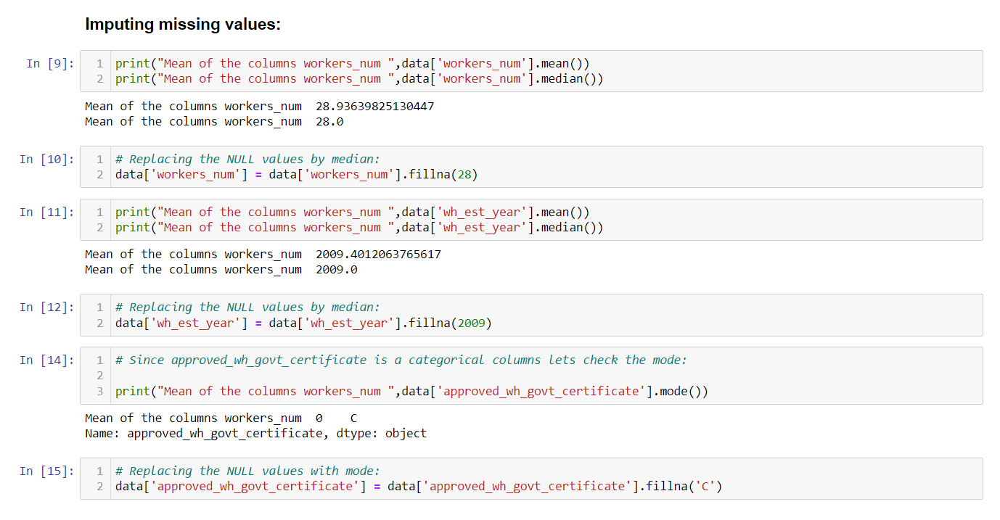 Imputing missing values:
In [9]:
1 print("Mean of the columns workers_num ",data['workers_num'].mean())
2 print("Mean of the columns workers_num ",data['workers_num'].median())
Mean of the columns workers_num  28.93639825130447
Mean of the columns workers_num  28.0
In [10]:
1 # Replacing the NULL values by median:
2 data['workers_num'] = data['workers_num'].fillna(28)
In [11]:
1 print("Mean of the columns workers_num ",data['wh_est_year'].mean())
2 print("Mean of the columns workers_num ",data['wh_est_year'].median())
Mean of the columns workers_num  2009.4012063765617
Mean of the columns workers_num  2009.0
In [12]:
1 # Replacing the NULL values by median:
2 data['wh_est_year'] = data['wh_est_year'].fillna(2009)
In [14]:
1 # Since approved_wh_govt_certificate is a categorical columns lets check the mode:
2
3 print("Mean of the columns workers_num ",data['approved_wh_govt_certificate'].mode())
Mean of the columns workers_num  0    C
Name: approved_wh_govt_certificate, dtype: object
In [15]:
1 # Replacing the NULL values with mode:
2 data['approved_wh_govt_certificate'] = data['approved_wh_govt_certificate'].fillna('C')